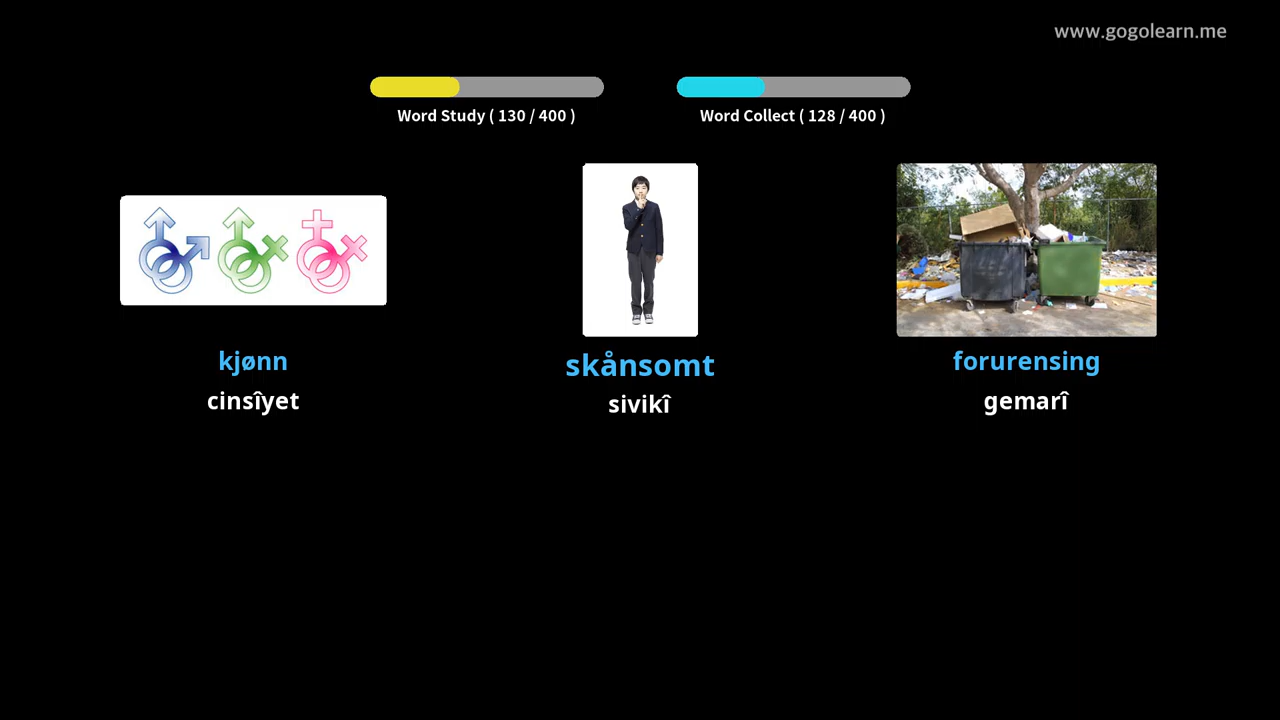 www.gogolearn.me
Word Study ( 130 / 400 )
Word Collect ( 128 / 400 )
kjønn
skånsomt
forurensing
cinsîyet
sivikî
gemarî